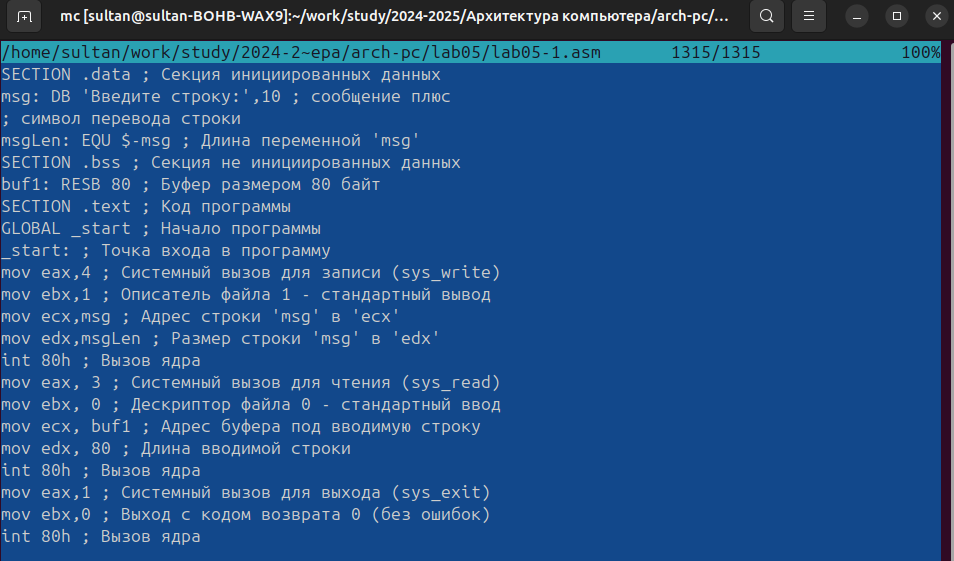 mc [sultan@sultan-BOHB-WAX9]:~/work/study/2024-2025/Архитектура компьютера/arch-pc/...
/home/sultan/work/study/2024-2~epa/arch-pc/lab05/lab05-1.asm 1315/1315 100%
SECTION .data ; Секция инициированных данных
msg: DB 'Введите строку:',10 ; сообщение плюс
; символ перевода строки
msgLen: EQU $-msg ; Длина переменной 'msg'
SECTION .bss ; Секция не инициированных данных
buf1: RESB 80 ; Буфер размером 80 байт
SECTION .text ; Код программы
GLOBAL _start ; Начало программы
_start: ; Точка входа в программу
mov eax,4 ; Системный вызов для записи (sys_write)
mov ebx,1 ; Описатель файла 1 - стандартный вывод
mov ecx,msg ; Адрес строки 'msg' в 'ecx'
mov edx,msgLen ; Размер строки 'msg' в 'edx'
int 80h ; Вызов ядра
mov eax, 3 ; Системный вызов для чтения (sys_read)
mov ebx, 0 ; Дескриптор файла 0 - стандартный ввод
mov ecx, buf1 ; Адрес буфера под вводимую строку
mov edx, 80 ; Длина вводимой строки
int 80h ; Вызов ядра
mov eax,1 ; Системный вызов для выхода (sys_exit)
mov ebx,0 ; Выход с кодом возврата 0 (без ошибок)
int 80h ; Вызов ядра